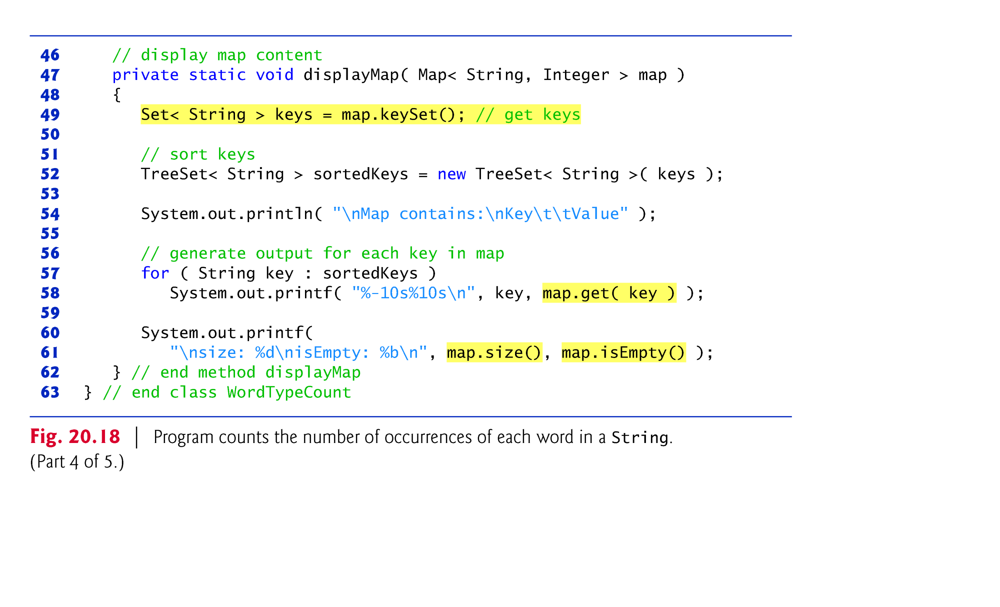 46 // display map content
47 private static void displayMap( Map< String, Integer > map )
48 {
49 Set< String > keys = map.keySet(); // get keys
50
51 // sort keys
52 TreeSet< String > sortedKeys = new TreeSet< String >( keys );
53
54 System.out.println( "\nMap contains:\nKey\t\tValue" );
55
56 // generate output for each key in map
57 for ( String key : sortedKeys )
58 System.out.printf( "%-10s%10s\n", key, map.get( key ) );
59
60 System.out.printf(
61 "\nsize: %d\nisEmpty: %b\n", map.size(), map.isEmpty() );
62 } // end method displayMap
63 } // end class WordTypeCount
Fig. 20.18 | Program counts the number of occurrences of each word in a String.
(Part 4 of 5.)